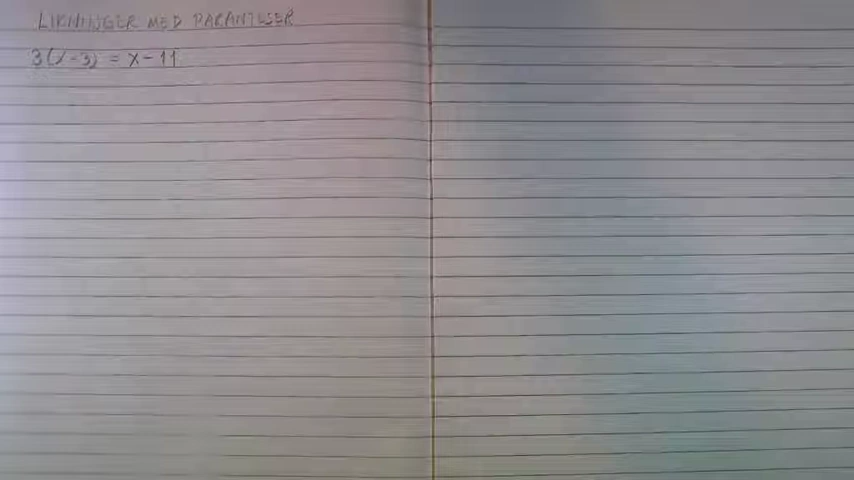 LIKNINGER MED PARANTESER
3(x-3) = x-11